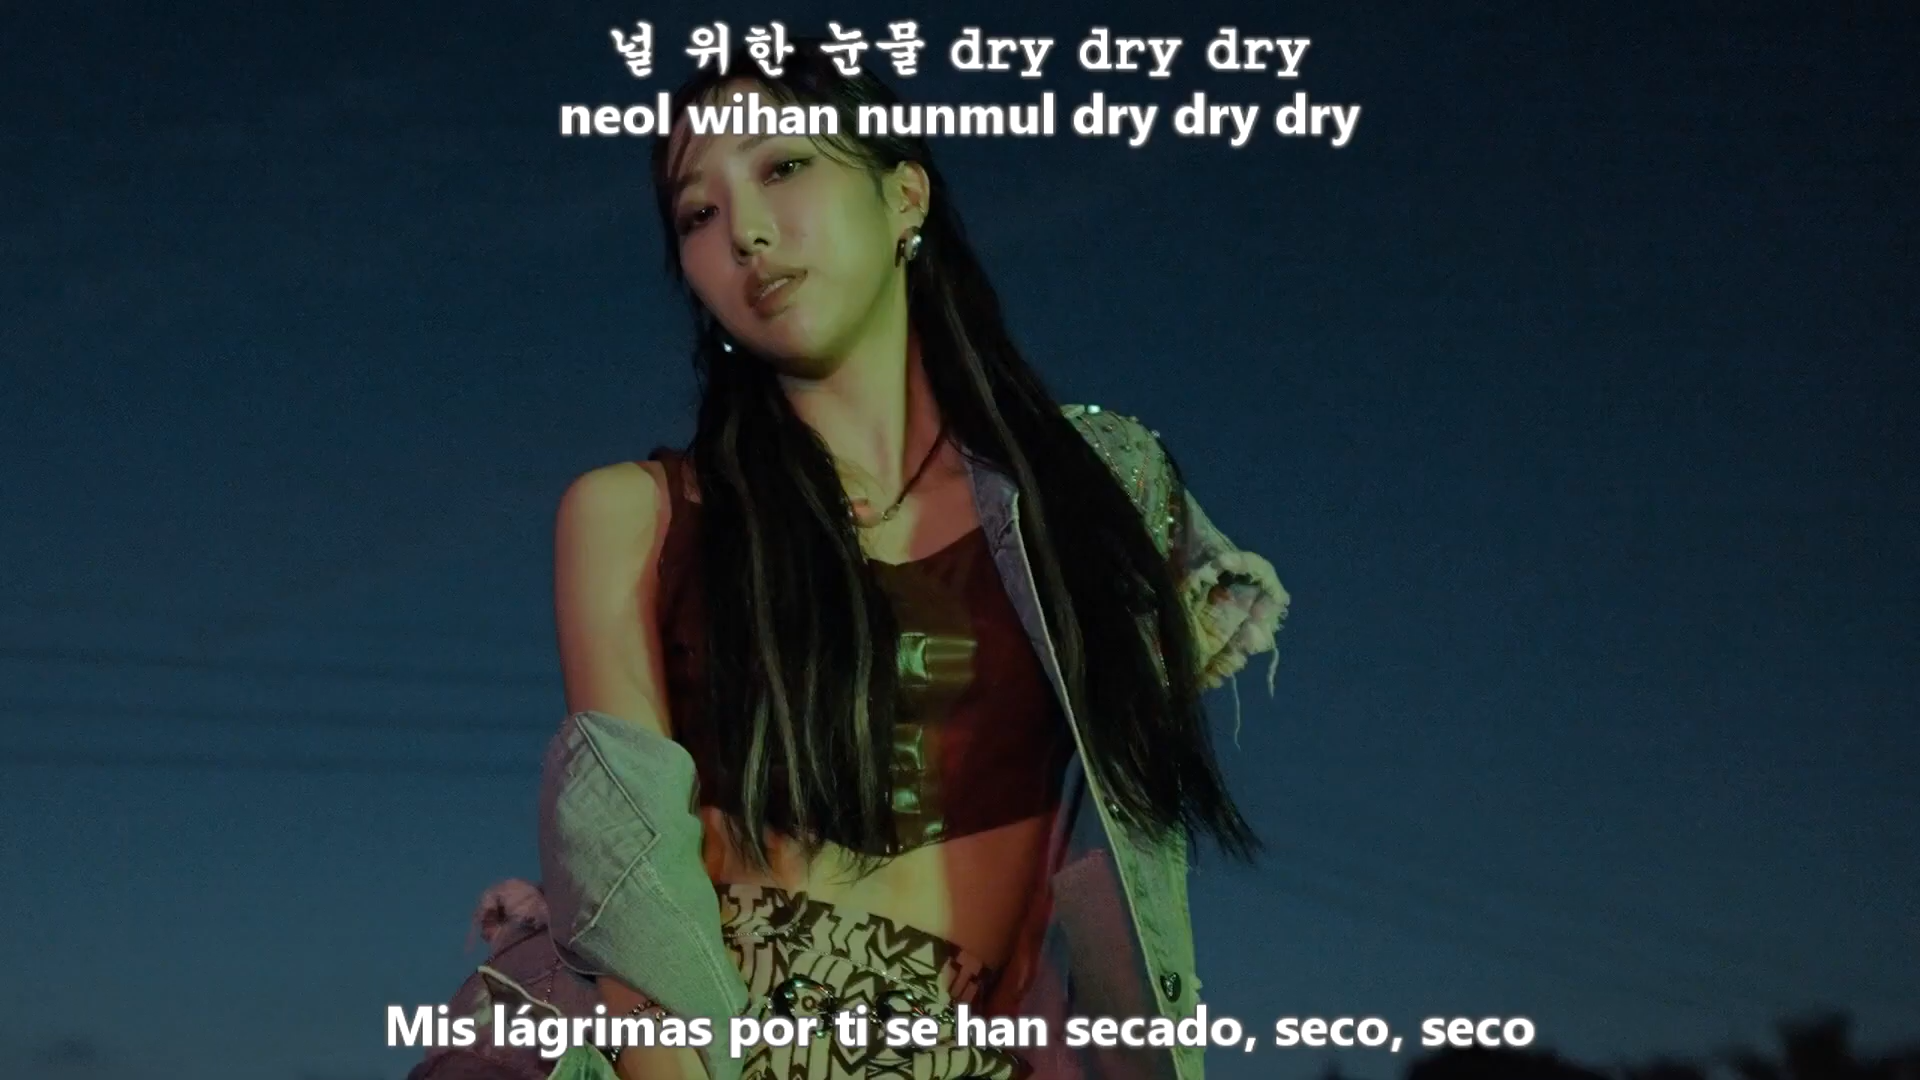 널 위한 눈물 dry dry dry
neol wihan nunmul dry dry dry
Mis lágrimas por ti se han secado, seco, seco